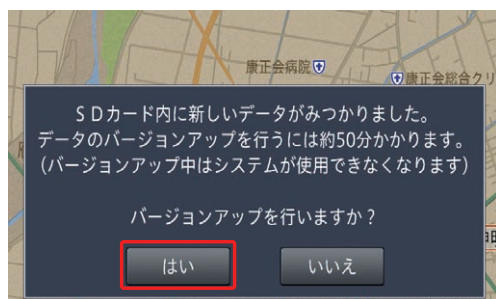 康正会病院
康正会総合クリ
SDカード内に新しいデータがみつかりました。
データのバージョンアップを行うには約50分かかります。
(バージョンアップ中はシステムが使用できなくなります)
バージョンアップを行いますか?
はい
いいえ